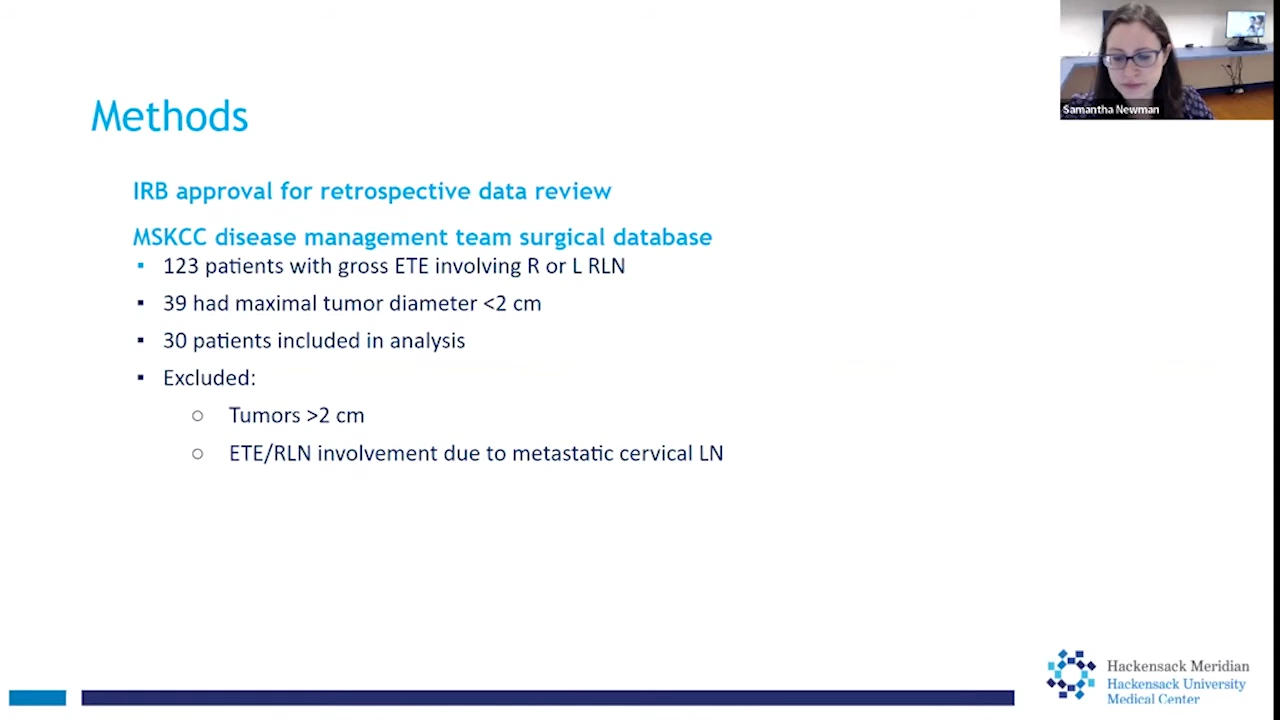 Samantha Newman
Methods
IRB approval for retrospective data review
MSKCC disease management team surgical database
▪ 123 patients with gross ETE involving R or L RLN
▪ 39 had maximal tumor diameter <2 cm
▪ 30 patients included in analysis
▪ Excluded:
○ Tumors >2 cm
○ ETE/RLN involvement due to metastatic cervical LN
Hackensack Meridian
Hackensack University
Medical Center